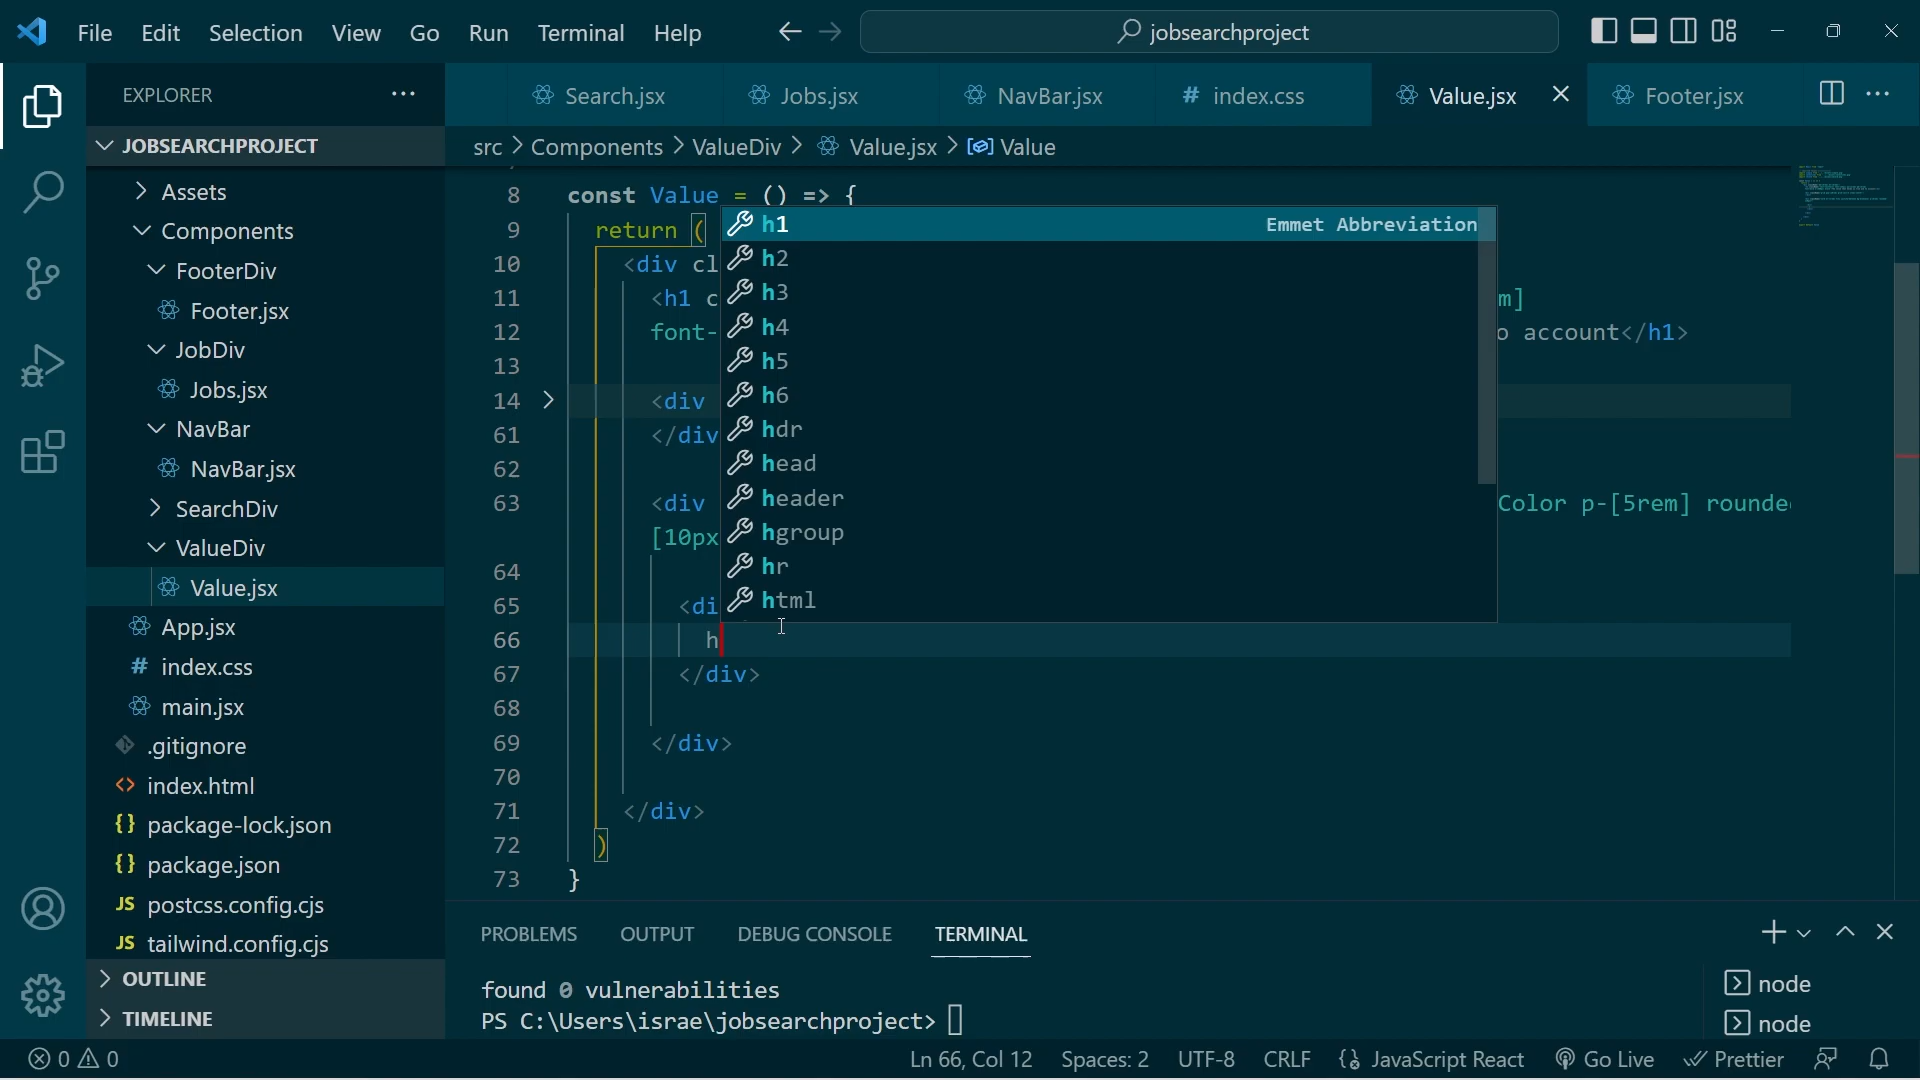 File Edit Selection View Go Run Terminal Help
jobsearchproject
EXPLORER
JOBSEARCHPROJECT
Assets
Components
FooterDiv
Footer.jsx
JobDiv
Jobs.jsx
NavBar
NavBar.jsx
SearchDiv
ValueDiv
Value.jsx
App.jsx
# index.css
main.jsx
.gitignore
<> index.html
{} package-lock.json
{} package.json
JS postcss.config.cjs
JS tailwind.config.cjs
OUTLINE
TIMELINE
Search.jsx Jobs.jsx NavBar.jsx # index.css Value.jsx Footer.jsx
src > Components > ValueDiv > Value.jsx > Value
8 const Value = () => {
9 return (
10 <div cl
11 <h1 c m]
12 font- o account</h1>
13
14 <div
61 </div
62
63 <div Color p-[5rem] rounde
[10px
64
65 <di
66 h
67 </div>
68
69 </div>
70
71 </div>
72 )
73 }
h1 Emmet Abbreviation
h2
h3
h4
h5
h6
hdr
head
header
hgroup
hr
html
PROBLEMS OUTPUT DEBUG CONSOLE TERMINAL
found 0 vulnerabilities
PS C:\Users\israe\jobsearchproject>
node
node
0 0 Ln 66, Col 12 Spaces: 2 UTF-8 CRLF JavaScript React Go Live Prettier